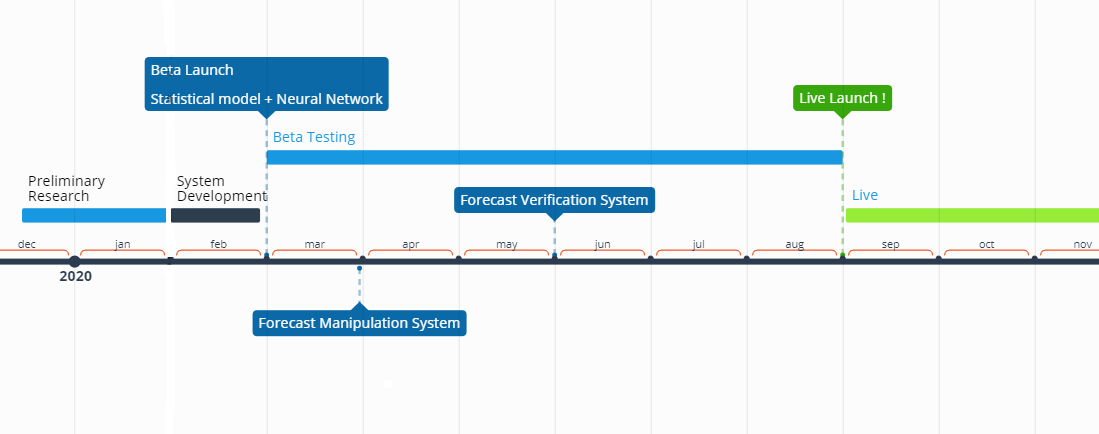 Beta Launch
Statistical model + Neural Network
Live Launch !
Beta Testing
Preliminary
Research
System
Development
Forecast Verification System
Live
dec jan feb mar apr may jun jul aug sep oct nov
2020
Forecast Manipulation System